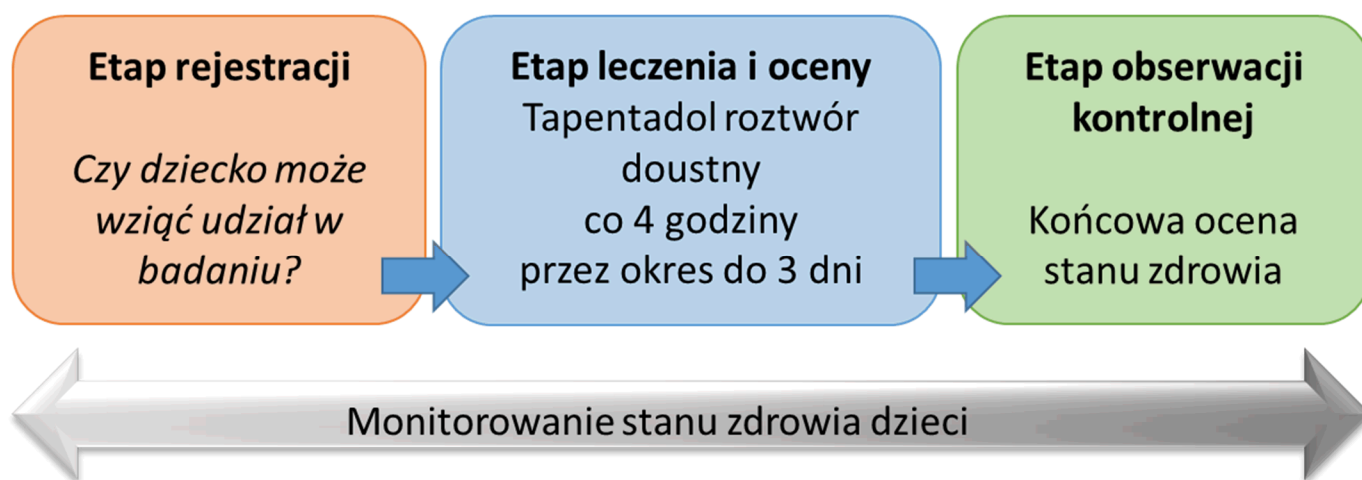 Etap rejestracji
Czy dziecko może
wziąć udział w
badaniu?
Etap leczenia i oceny
Tapentadol roztwór
doustny
co 4 godziny
przez okres do 3 dni
Etap obserwacji
kontrolnej
Końcowa ocena
stanu zdrowia
Monitorowanie stanu zdrowia dzieci